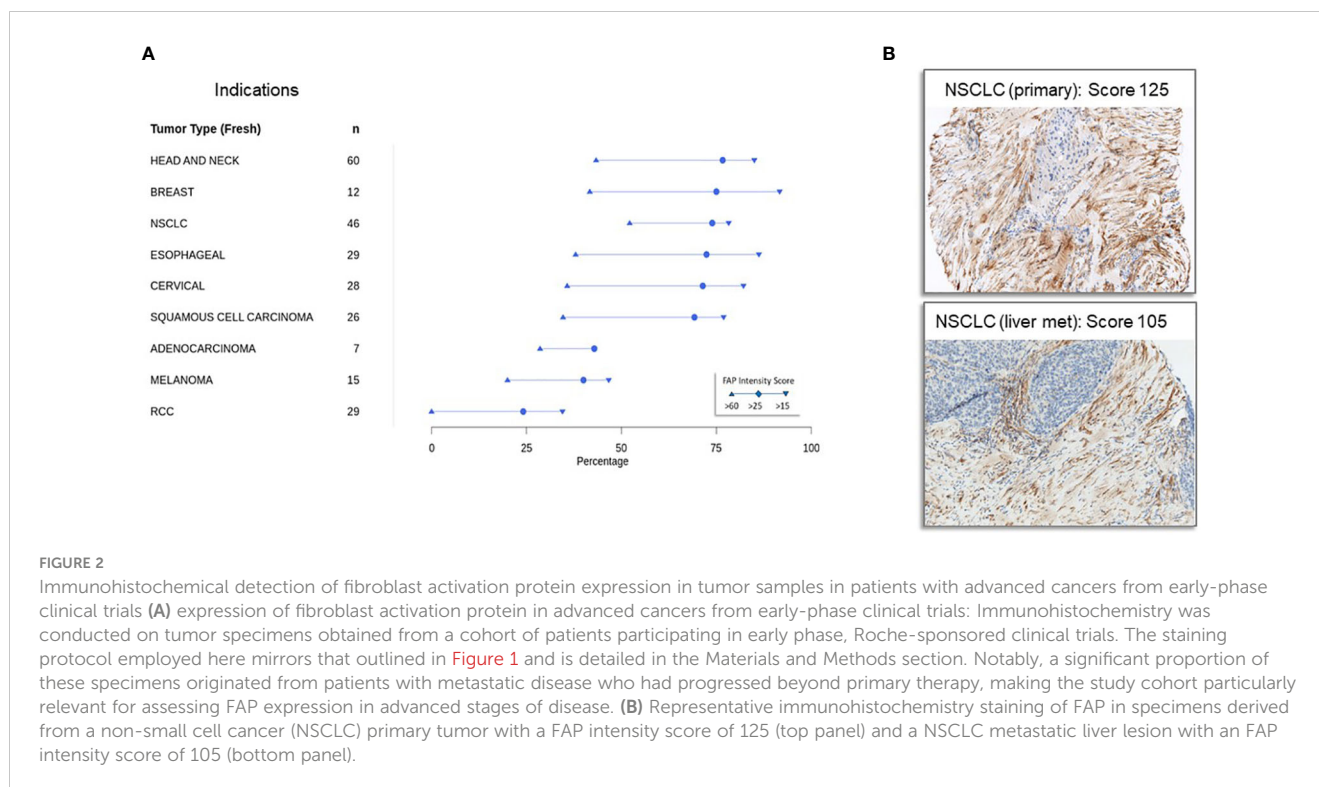 A
Indications
Tumor Type (Fresh) n
HEAD AND NECK 60
BREAST 12
NSCLC 46
ESOPHAGEAL 29
CERVICAL 28
SQUAMOUS CELL CARCINOMA 26
ADENOCARCINOMA 7
MELANOMA 15
RCC 29
FAP Intensity Score
>60 >25 >15
0 25 50 75 100
Percentage
B
NSCLC (primary): Score 125
NSCLC (liver met): Score 105
FIGURE 2
Immunohistochemical detection of fibroblast activation protein expression in tumor samples in patients with advanced cancers from early-phase
clinical trials (A) expression of fibroblast activation protein in advanced cancers from early-phase clinical trials: Immunohistochemistry was
conducted on tumor specimens obtained from a cohort of patients participating in early phase, Roche-sponsored clinical trials. The staining
protocol employed here mirrors that outlined in Figure 1 and is detailed in the Materials and Methods section. Notably, a significant proportion of
these specimens originated from patients with metastatic disease who had progressed beyond primary therapy, making the study cohort particularly
relevant for assessing FAP expression in advanced stages of disease. (B) Representative immunohistochemistry staining of FAP in specimens derived
from a non-small cell cancer (NSCLC) primary tumor with a FAP intensity score of 125 (top panel) and a NSCLC metastatic liver lesion with an FAP
intensity score of 105 (bottom panel).